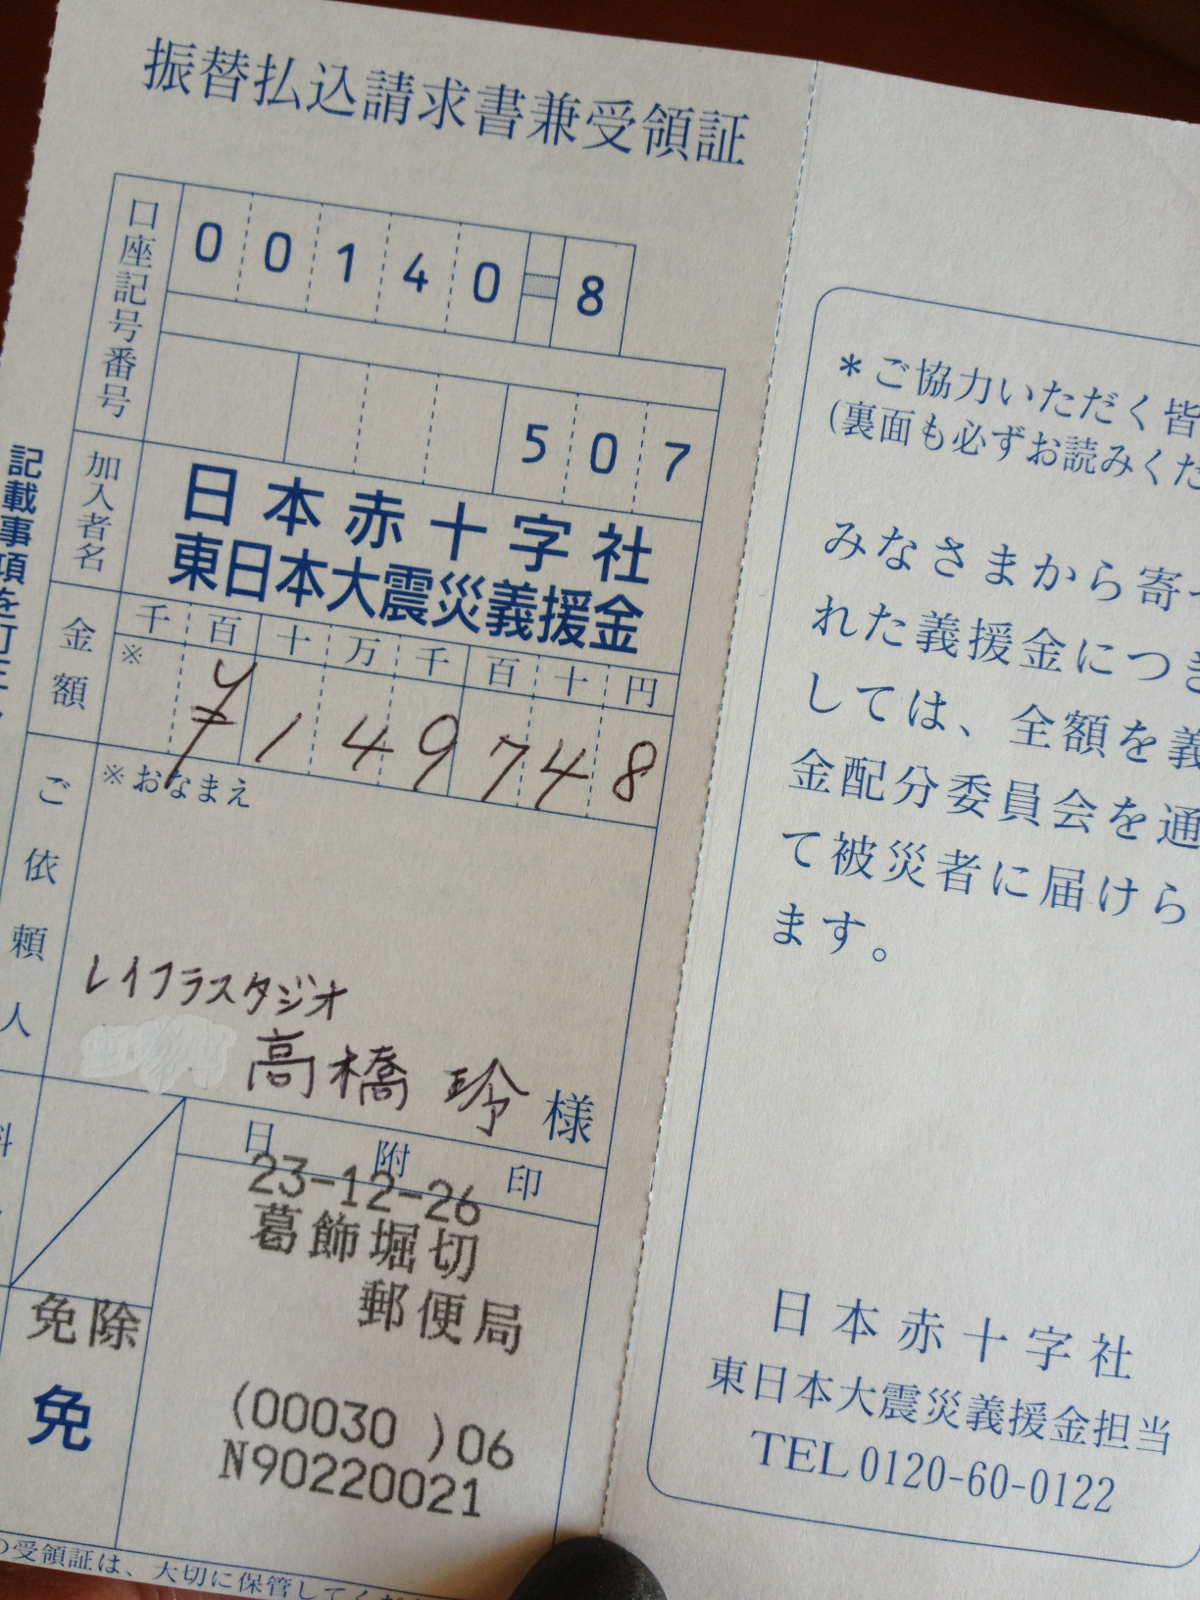 振替払込請求書兼受領証
口座記号番号
00140-8
507
加入者名
日本赤十字社
東日本大震災義援金
金額
千百十万千百十円
※
¥149748
ご依頼人
※おなまえ
レイフラスタジオ
高橋 玲 様
日附印
23-12-26
葛飾堀切
郵便局
(00030 )06
N90220021
料
免除
免
受領証は、大切に保管してくだ
記載事項を訂正
*ご協力いただく皆
(裏面も必ずお読みくだ
みなさまから寄せ
れた義援金につき
しては、全額を義
金配分委員会を通
て被災者に届けら
ます。
日本赤十字社
東日本大震災義援金担当
TEL 0120-60-0122